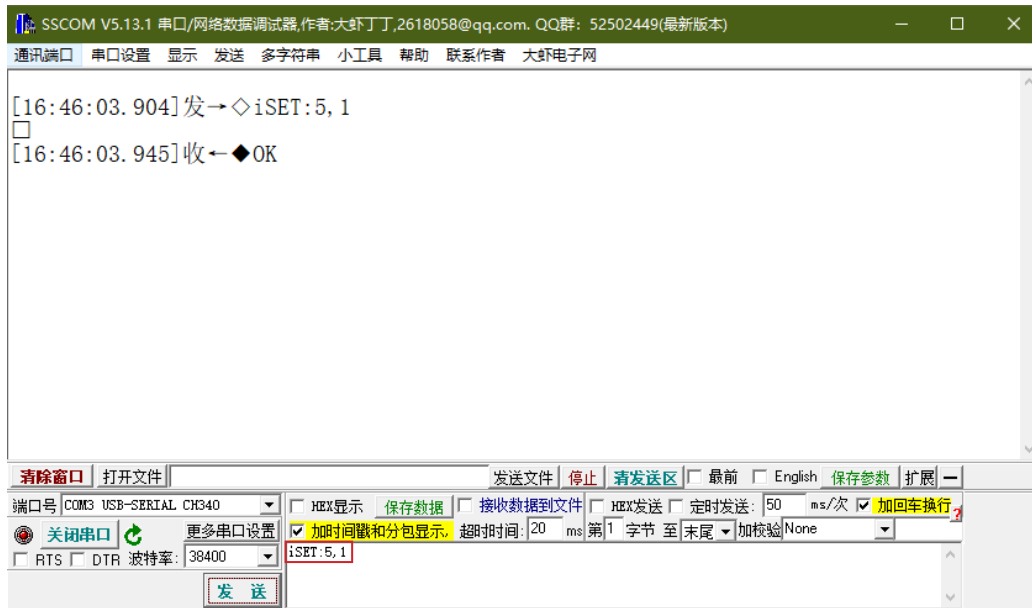 SSCOM V5.13.1 串口/网络数据调试器,作者:大虾丁丁,2618058@qq.com. QQ群: 52502449(最新版本)
通讯端口 串口设置 显示 发送 多字符串 小工具 帮助 联系作者 大虾电子网
[16:46:03.904]发→◇iSET:5,1
□
[16:46:03.945]收←◆OK
清除窗口 打开文件 发送文件 停止 清发送区 最前 English 保存参数 扩展 —
端口号 COM3 USB-SERIAL CH340 HEX显示 保存数据 接收数据到文件 HEX发送 定时发送: 50 ms/次 加回车换行 ?
关闭串口 更多串口设置 加时间戳和分包显示, 超时时间: 20 ms 第 1 字节 至 末尾 加校验 None
RTS DTR 波特率: 38400 iSET:5,1
发 送